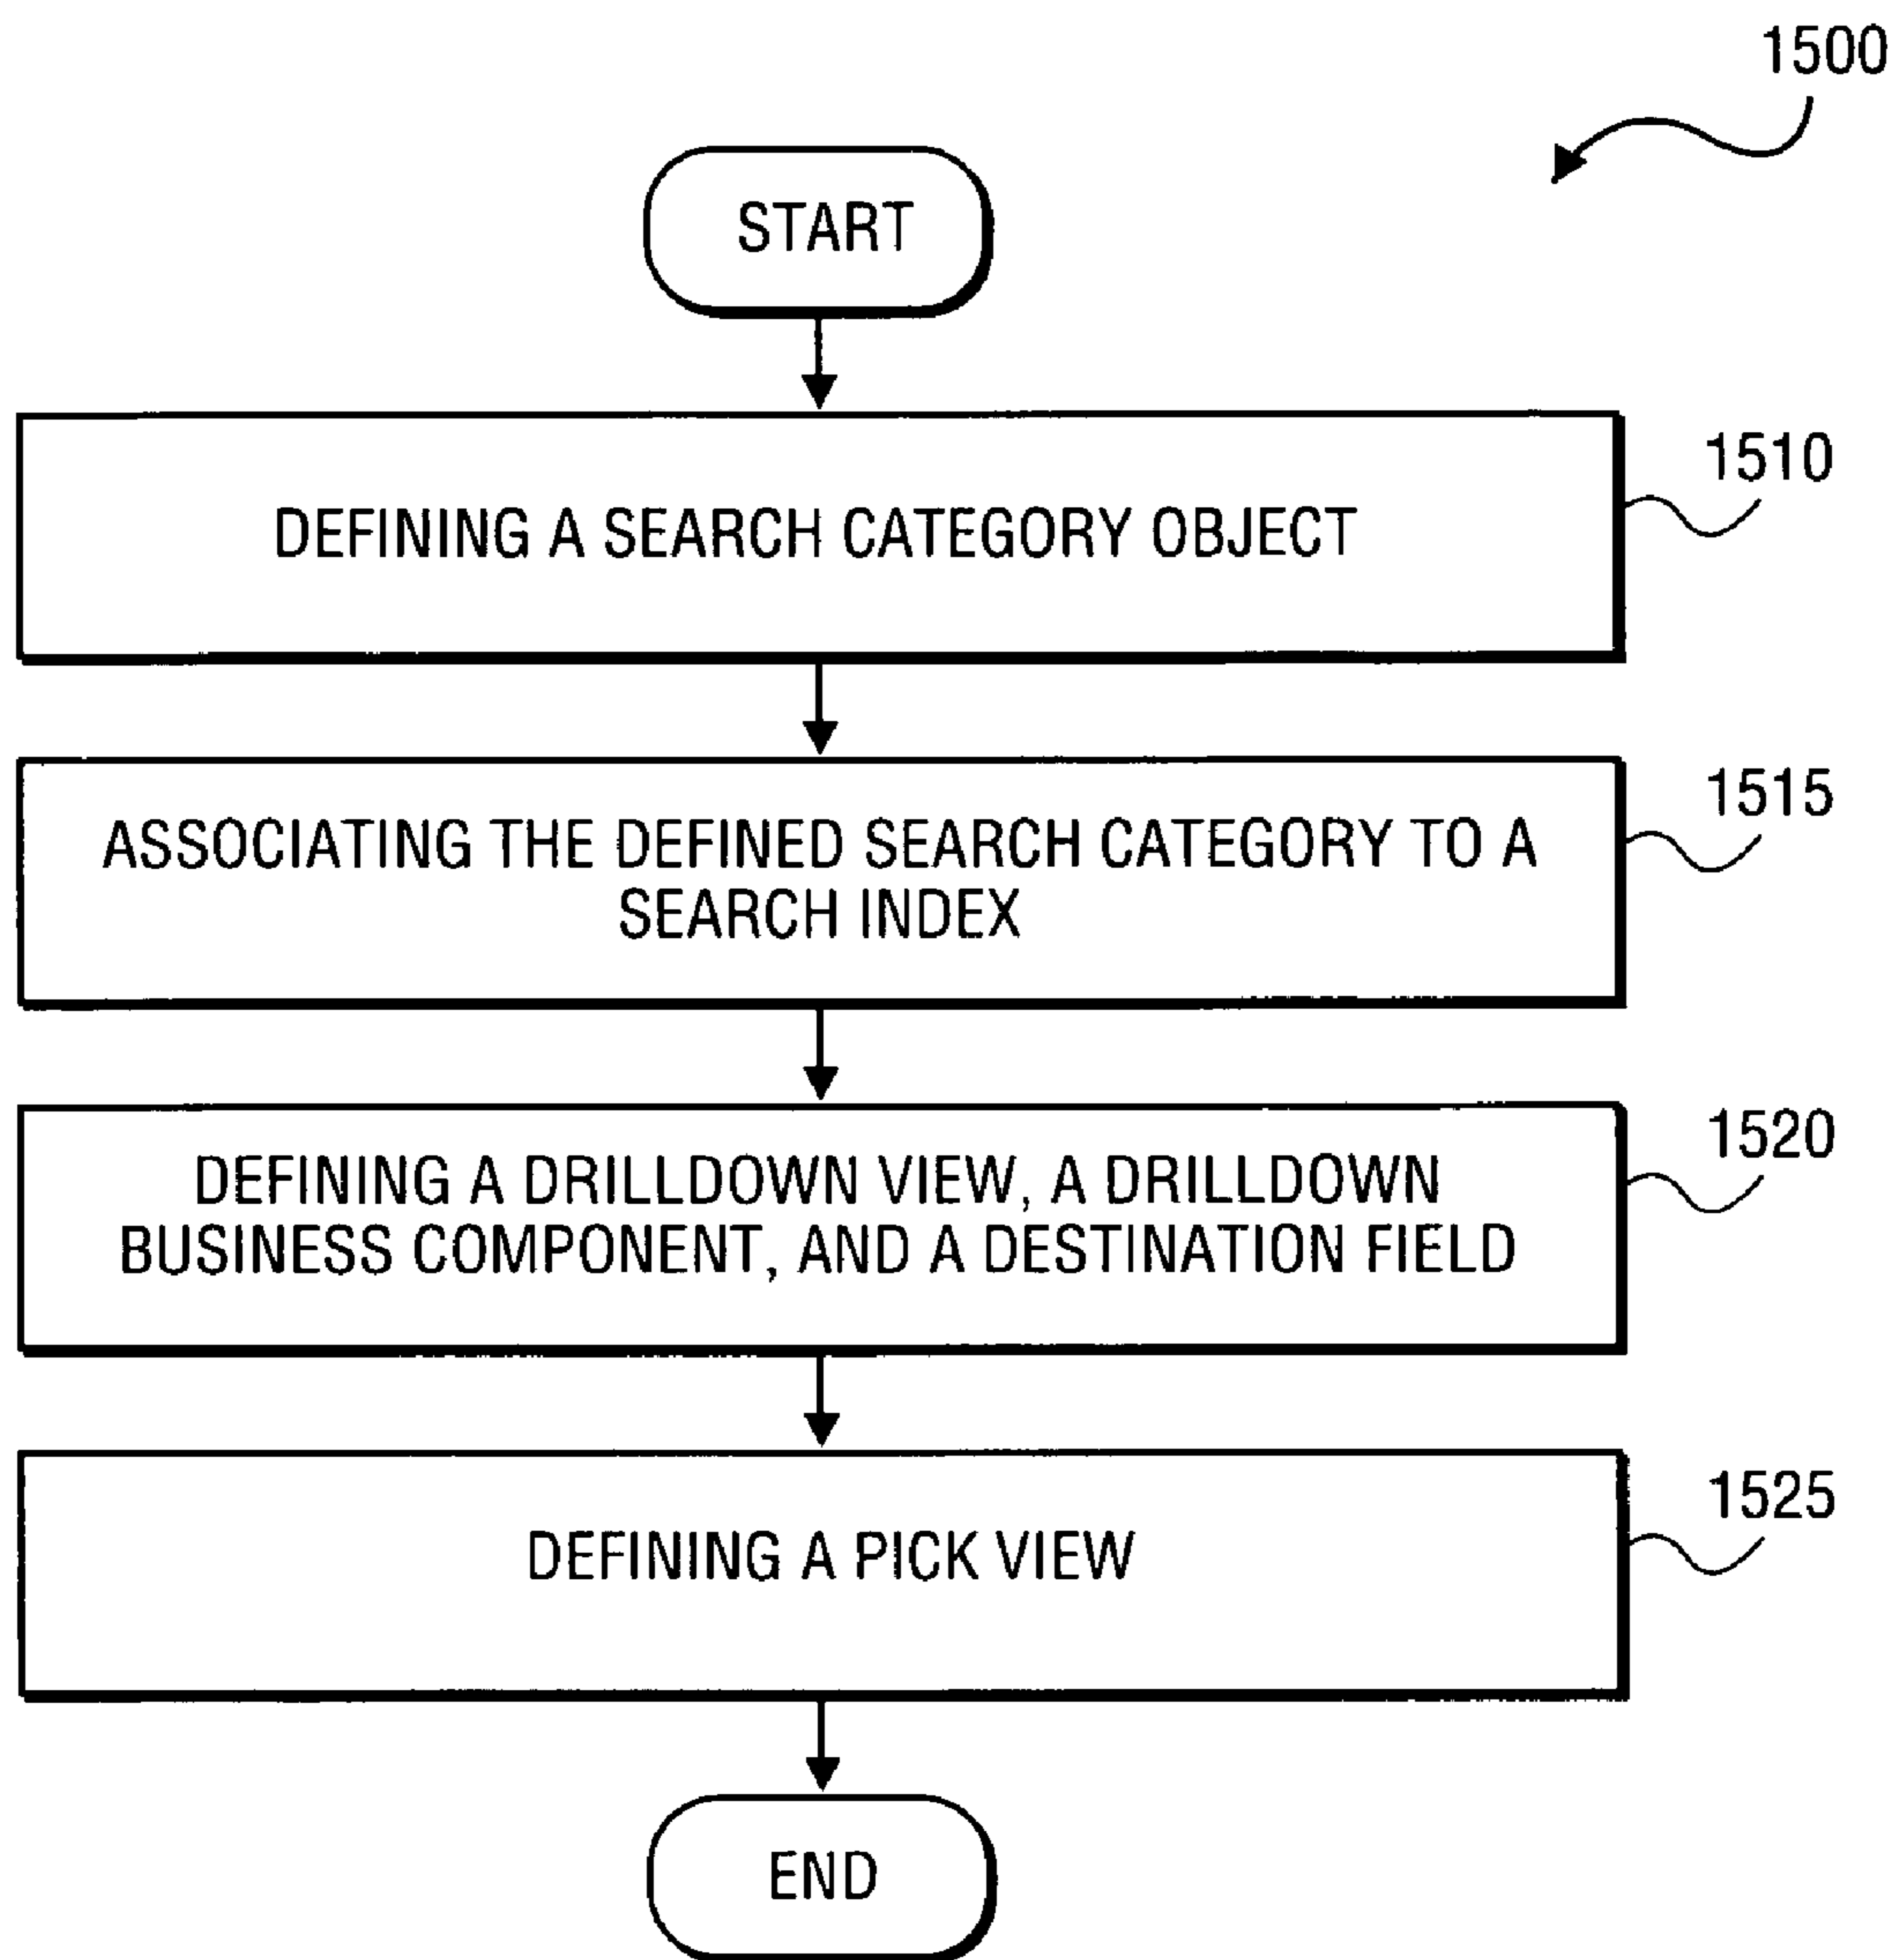 1500
START
DEFINING A SEARCH CATEGORY OBJECT
1510
ASSOCIATING THE DEFINED SEARCH CATEGORY TO A
SEARCH INDEX
1515
DEFINING A DRILLDOWN VIEW, A DRILLDOWN
BUSINESS COMPONENT, AND A DESTINATION FIELD
1520
DEFINING A PICK VIEW
1525
END